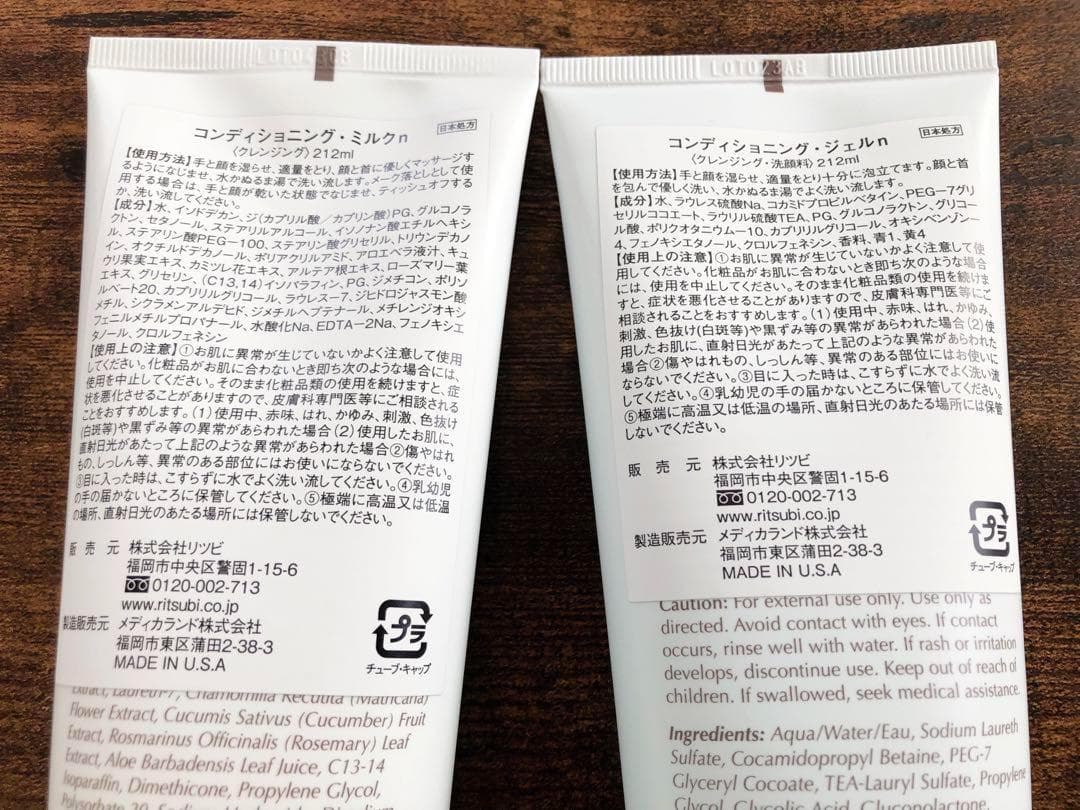 LOT0430B
コンディショニング・ミルクn
日本処方
〈クレンジング〉212ml
【使用方法】手と顔を湿らせ、適量をとり、顔と首に優しくマッサージす
るようになじませ、水かぬるま湯で洗い流します。メーク落としとして使
用する場合は、手と顔が乾いた状態でなじませ、ティッシュオフする
か、洗い流してください。
【成分】水、イソドデカン、ジ(カプリル酸/カプリン酸)PG、グルコノラ
クトン、セタノール、ステアリルアルコール、イソノナン酸エチルヘキシ
ル、ステアリン酸PEG-100、ステアリン酸グリセリル、トリウンデカノ
イン、オクチルドデカノール、ポリアクリルアミド、アロエベラ液汁、キュ
ウリ果実エキス、カミツレ花エキス、アルテア根エキス、ローズマリー葉
エキス、グリセリン、(C13,14)イソパラフィン、PG、ジメチコン、ポリソ
ルベート20、カプリリルグリコール、ラウレス-7、ジヒドロジャスモン酸
メチル、シクラメンアルデヒド、ジメチルヘプテナール、メチレンジオキシ
フェニルメチルプロパナール、水酸化Na、EDTA-2Na、フェノキシエ
タノール、クロルフェネシン
【使用上の注意】①お肌に異常が生じていないかよく注意して使用
してください。化粧品がお肌に合わないとき即ち次のような場合には、
使用を中止してください。そのまま化粧品類の使用を続けますと、症
状を悪化させることがありますので、皮膚科専門医等にご相談される
ことをおすすめします。(1)使用中、赤味、はれ、かゆみ、刺激、色抜け
(白斑等)や黒ずみ等の異常があらわれた場合(2)使用したお肌に、
直射日光があたって上記のような異常があらわれた場合②傷やはれ
もの、しっしん等、異常のある部位にはお使いにならないでください。
③目に入った時は、こすらずに水でよく洗い流してください。④乳幼児
の手の届かないところに保管してください。⑤極端に高温又は低温
の場所、直射日光のあたる場所には保管しないでください。
販売元 株式会社リツビ
福岡市中央区警固1-15-6
0120-002-713
www.ritsubi.co.jp
製造販売元 メディカランド株式会社
福岡市東区蒲田2-38-3
MADE IN U.S.A
プラ
チューブ・キャップ
Extract, Laureth-7, Chamomilla Recutita (Matricaria)
Flower Extract, Cucumis Sativus (Cucumber) Fruit
Extract, Rosmarinus Officinalis (Rosemary) Leaf
Extract, Aloe Barbadensis Leaf Juice, C13-14
Isoparaffin, Dimethicone, Propylene Glycol,
LOT023AB
コンディショニング・ジェルn
日本処方
〈クレンジング・洗顔料〉212ml
【使用方法】手と顔を湿らせ、適量をとり十分に泡立てます。顔と首
を包んで優しく洗い、水かぬるま湯でよく洗い流します。
【成分】水、ラウレス硫酸Na、コカミドプロピルベタイン、PEG-7グリ
セリルココエート、ラウリル硫酸TEA、PG、グルコノラクトン、グリコー
ル酸、ポリクオタニウム-10、カプリリルグリコール、オキシベンゾン-
4、フェノキシエタノール、クロルフェネシン、香料、青1、黄4
【使用上の注意】①お肌に異常が生じていないかよく注意して使
用してください。化粧品がお肌に合わないとき即ち次のような場合
には、使用を中止してください。そのまま化粧品類の使用を続けま
すと、症状を悪化させることがありますので、皮膚科専門医等にご
相談されることをおすすめします。(1)使用中、赤味、はれ、かゆみ、
刺激、色抜け(白斑等)や黒ずみ等の異常があらわれた場合(2)使
用したお肌に、直射日光があたって上記のような異常があらわれ
た場合②傷やはれもの、しっしん等、異常のある部位にはお使いに
ならないでください。③目に入った時は、こすらずに水でよく洗い流
してください。④乳幼児の手の届かないところに保管してください。
⑤極端に高温又は低温の場所、直射日光のあたる場所には保管
しないでください。
販売元 株式会社リツビ
福岡市中央区警固1-15-6
0120-002-713
www.ritsubi.co.jp
製造販売元 メディカランド株式会社
福岡市東区蒲田2-38-3
MADE IN U.S.A
プラ
チューブ・キャップ
Caution: For external use only. Use only as
directed. Avoid contact with eyes. If contact
occurs, rinse well with water. If rash or irritation
develops, discontinue use. Keep out of reach of
children. If swallowed, seek medical assistance.
Ingredients: Aqua/Water/Eau, Sodium Laureth
Sulfate, Cocamidopropyl Betaine, PEG-7
Glyceryl Cocoate, TEA-Lauryl Sulfate, Propylene
Glycol, Glycolic Acid, Gluconolactone,